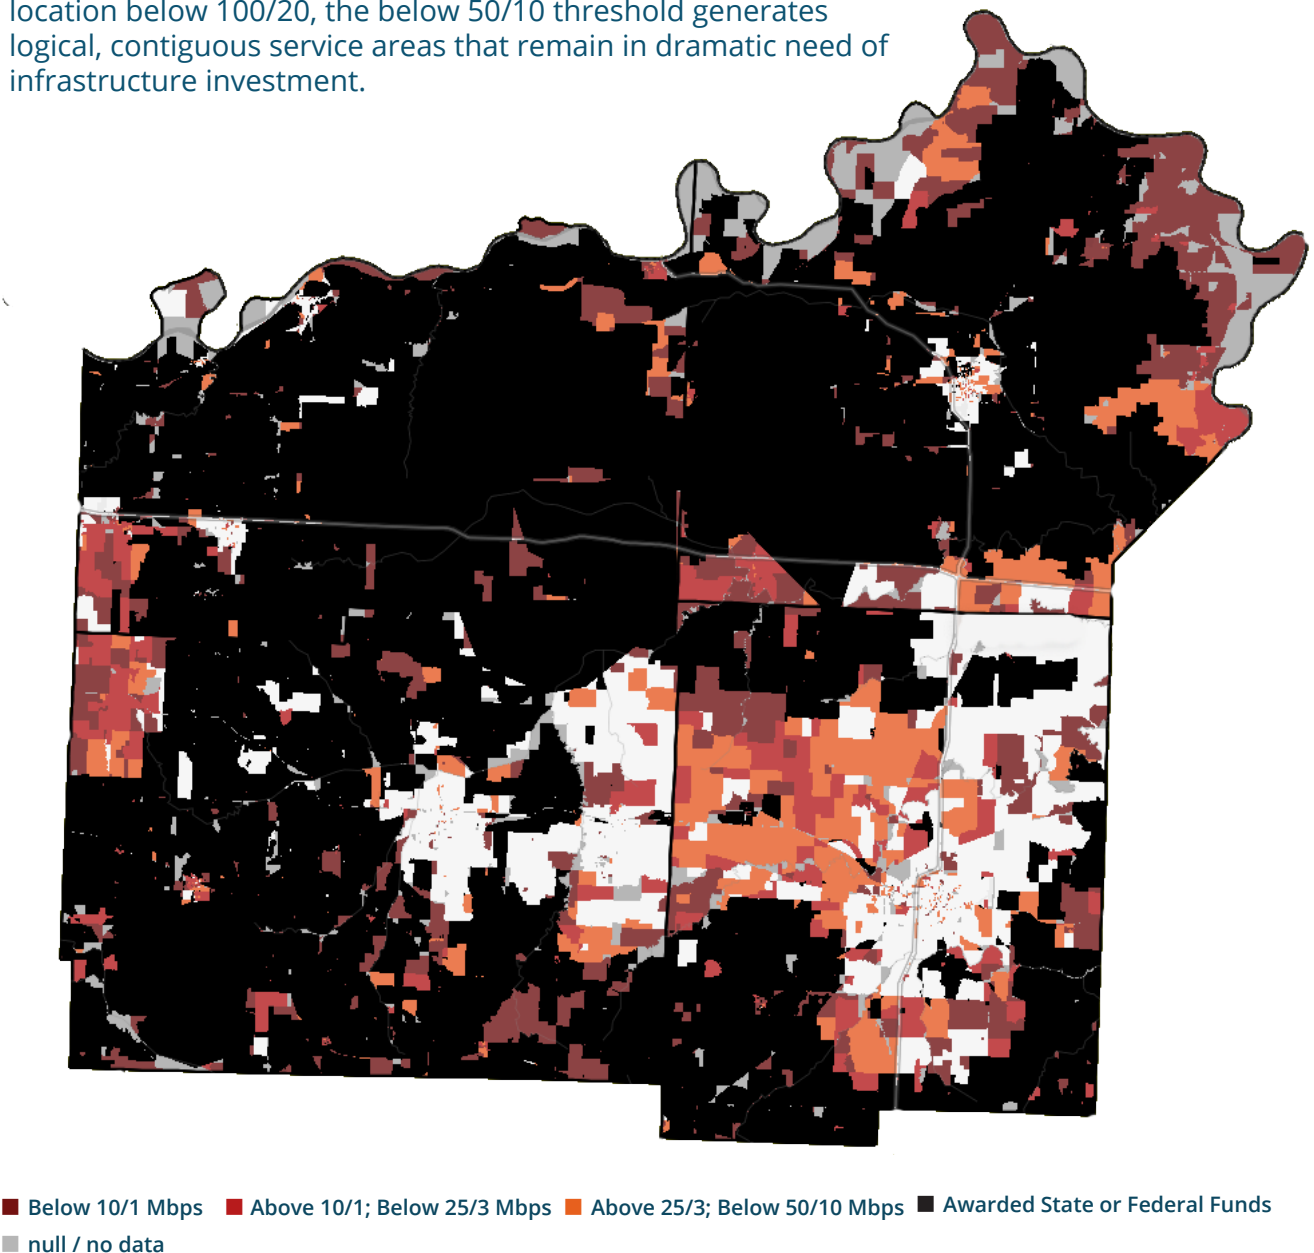 location below 100/20, the below 50/10 threshold generates
logical, contiguous service areas that remain in dramatic need of
infrastructure investment.
Below 10/1 Mbps Above 10/1; Below 25/3 Mbps Above 25/3; Below 50/10 Mbps Awarded State or Federal Funds
null / no data